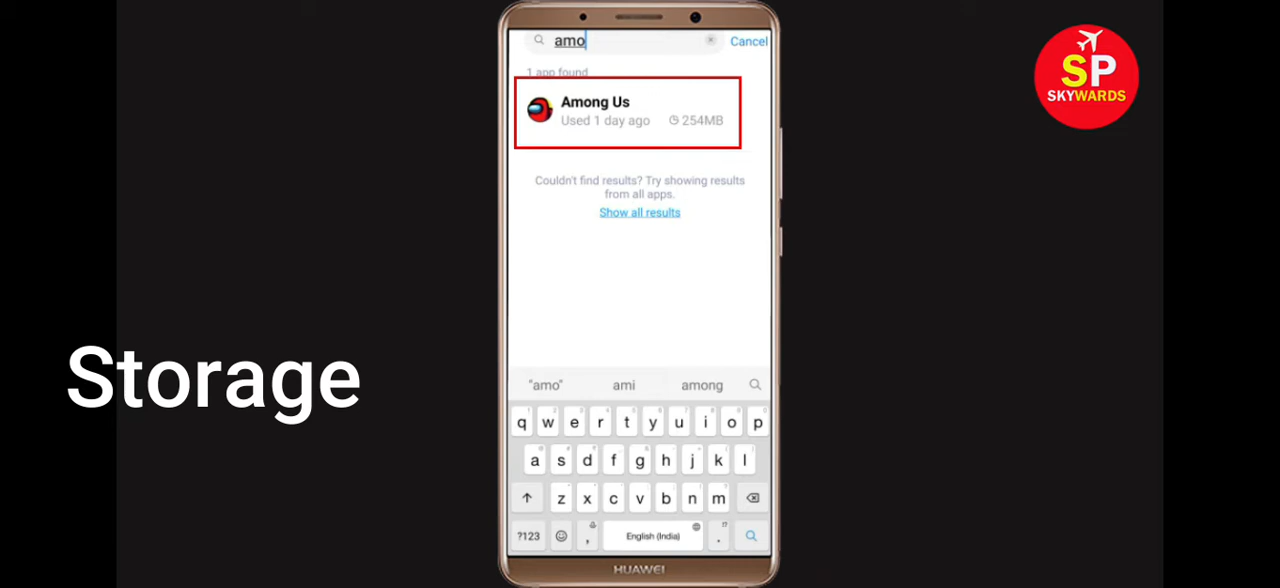 amo
Cancel
1 app found
Among Us
Used 1 day ago 254MB
Couldn't find results? Try showing results
from all apps.
Show all results
SP
SKYWARDS
Storage
"amo" ami among
q w e r t y u i o p
a s d f g h j k l
z x c v b n m
?123 , English (India) .
HUAWEI